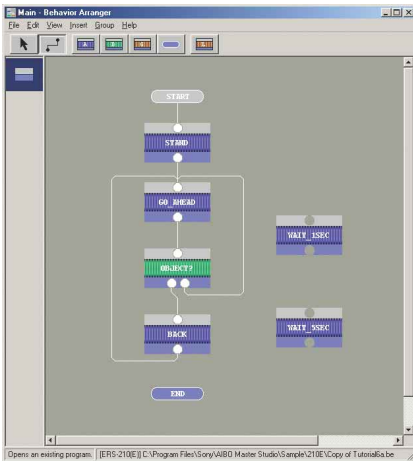 Main - Behavior Arranger
File Edit View Insert Group Help
START
STAND
GO_AHEAD
WAIT_1SEC
OBJECT?
WAIT_5SEC
BACK
END
Opens an existing program. [ERS-210(E)] C:\Program Files\Sony\AIBO Master Studio\Sample\210E\Copy of Tutorial6a.be